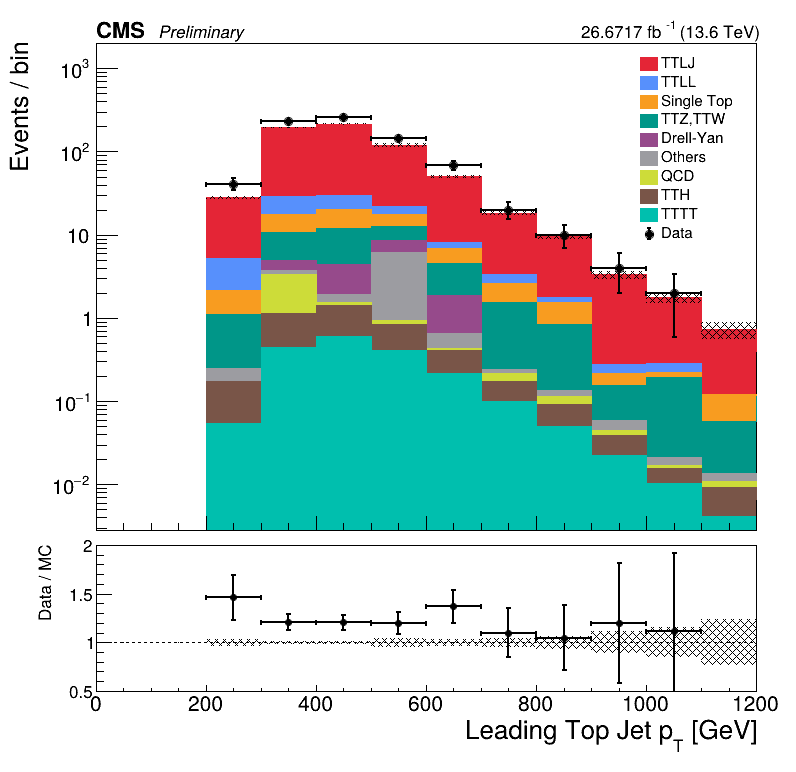 CMS Preliminary 26.6717 fb⁻¹ (13.6 TeV)
Events / bin
10³
10²
10
1
10⁻¹
10⁻²
TTLJ
TTLL
Single Top
TTZ,TTW
Drell-Yan
Others
QCD
TTH
TTTT
Data
Data / MC
2
1.5
1
0.5
0 200 400 600 800 1000 1200
Leading Top Jet p_T [GeV]